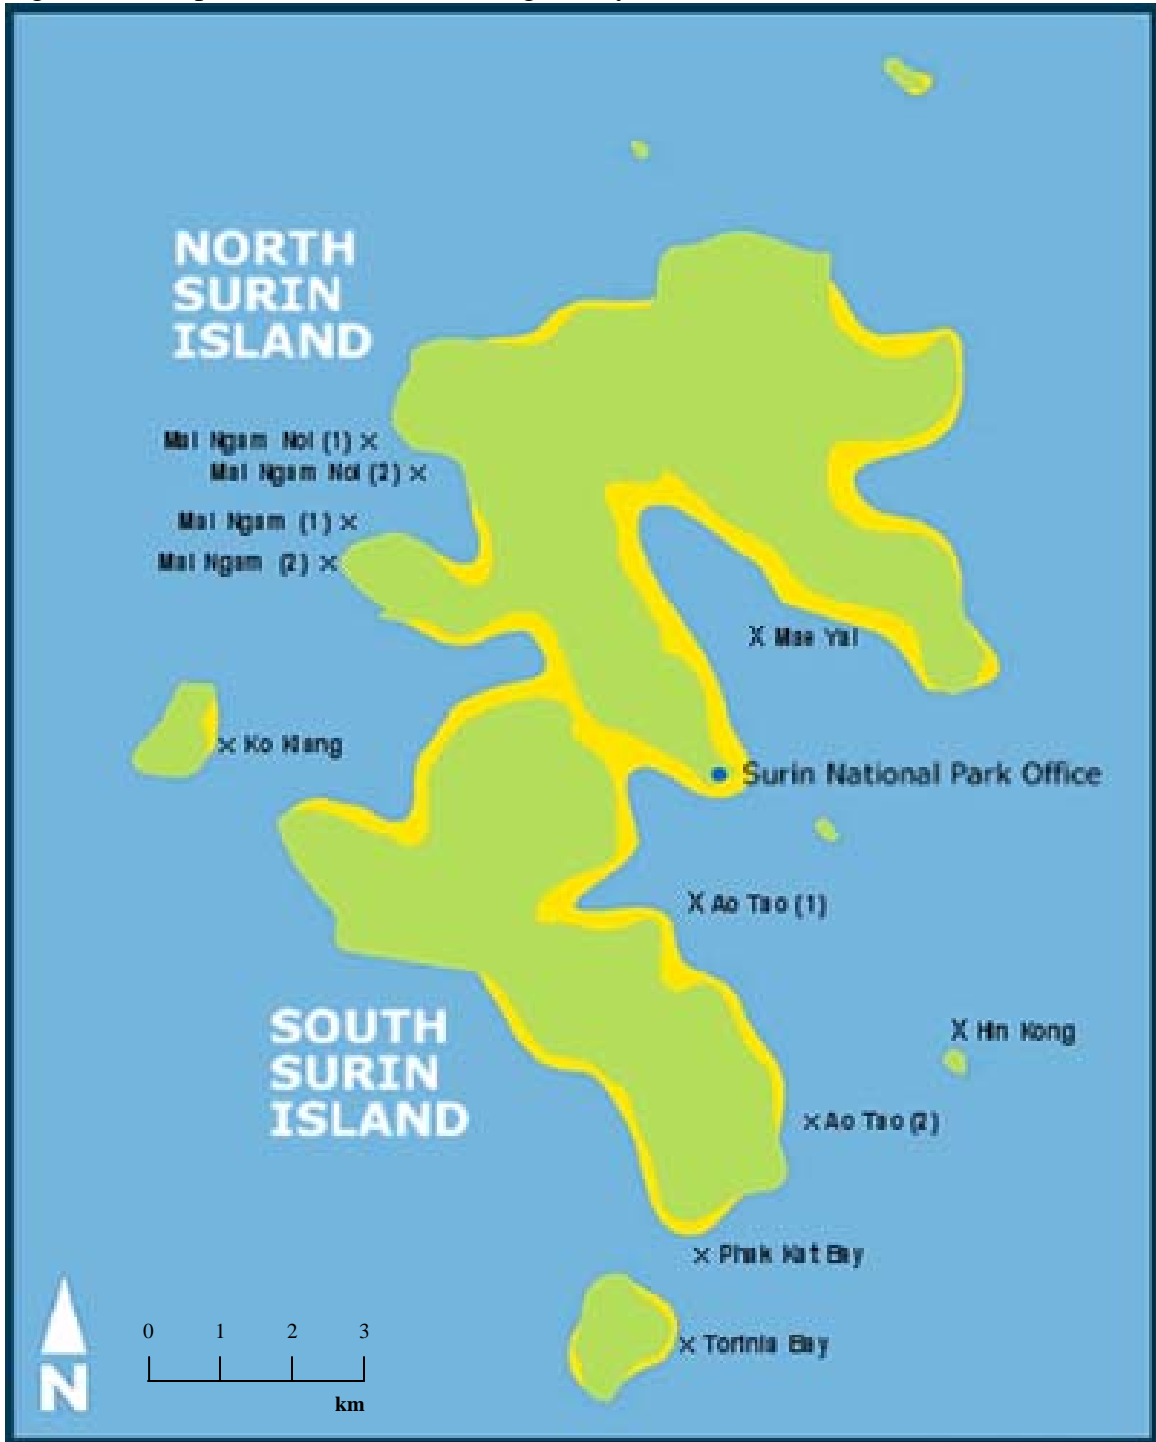 NORTH
SURIN
ISLAND
Mai Ngam Noi (1)
Mai Ngam Noi (2)
Mai Ngam (1)
Mai Ngam (2)
X Mae Yai
Ko Klang
Surin National Park Office
X Ao Tao (1)
SOUTH
SURIN
ISLAND
X Hin Kong
Ao Tao (2)
Phak Kat Bay
Torinla Bay
0 1 2 3
km
N